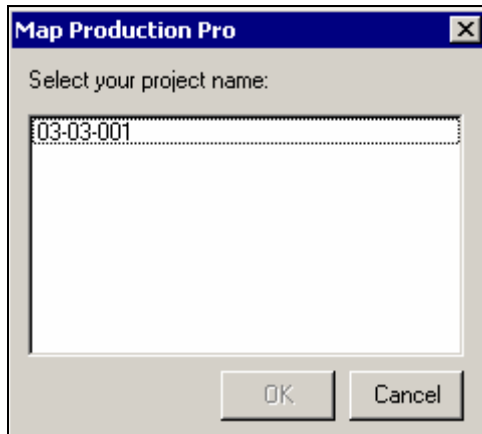 Map Production Pro
Select your project name:
03-03-001
OK
Cancel